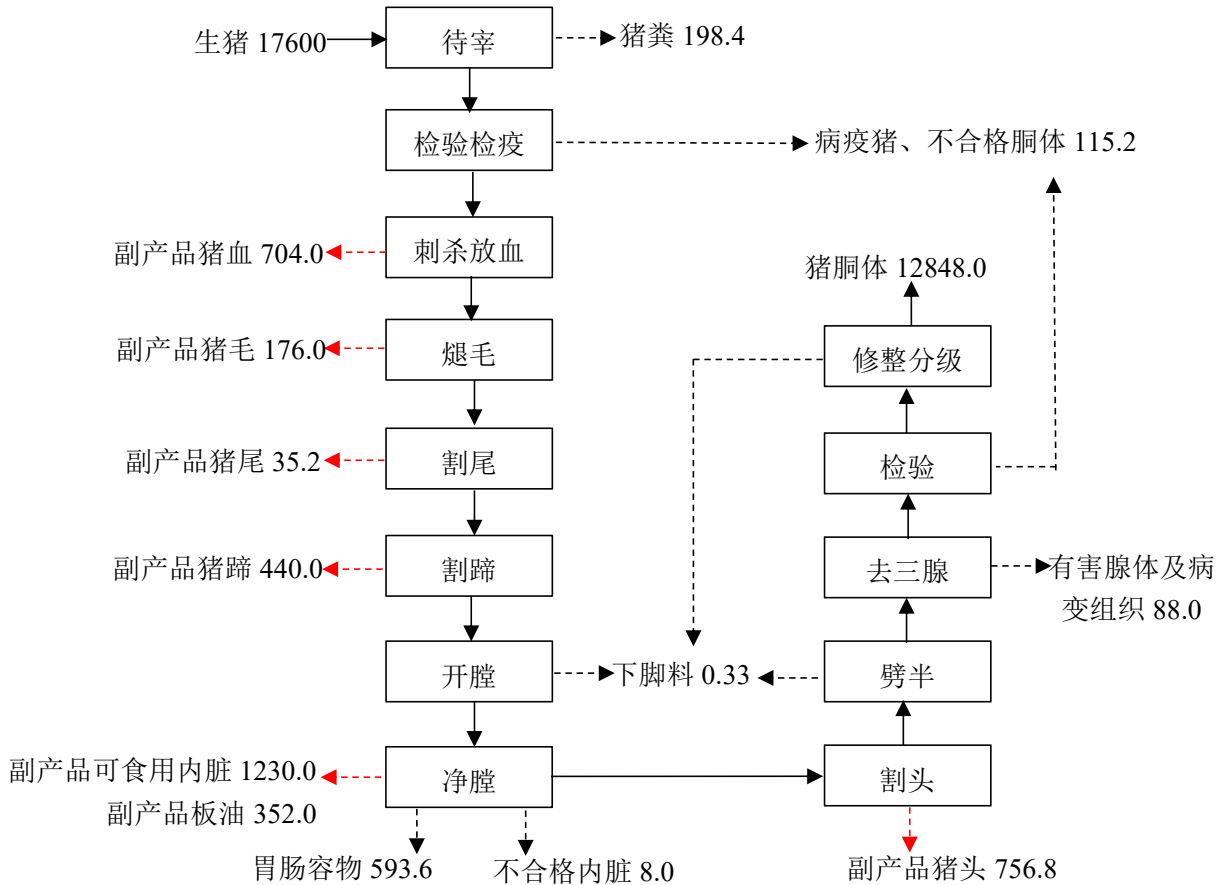 生猪 17600
待宰
猪粪 198.4
检验检疫
病疫猪、不合格胴体 115.2
副产品猪血 704.0
刺杀放血
猪胴体 12848.0
副产品猪毛 176.0
煺毛
修整分级
副产品猪尾 35.2
割尾
检验
副产品猪蹄 440.0
割蹄
去三腺
有害腺体及病
变组织 88.0
开膛
下脚料 0.33
劈半
副产品可食用内脏 1230.0
副产品板油 352.0
净膛
割头
胃肠容物 593.6
不合格内脏 8.0
副产品猪头 756.8